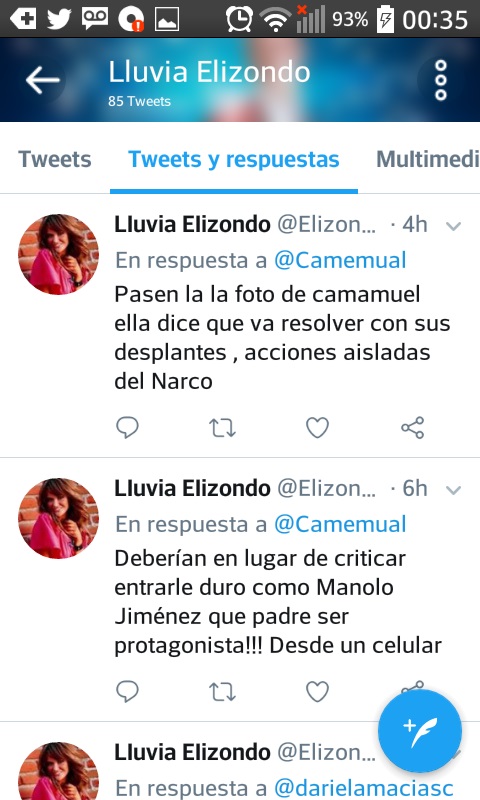 93% 00:35
Lluvia Elizondo
85 Tweets
Tweets Tweets y respuestas Multimedi
Lluvia Elizondo @Elizon... · 4h
En respuesta a @Camemual
Pasen la la foto de camamuel
ella dice que va resolver con sus
desplantes , acciones aisladas
del Narco
Lluvia Elizondo @Elizon... · 6h
En respuesta a @Camemual
Deberían en lugar de criticar
entrarle duro como Manolo
Jiménez que padre ser
protagonista!!! Desde un celular
Lluvia Elizondo @Elizon...
En respuesta a @darielamaciasc